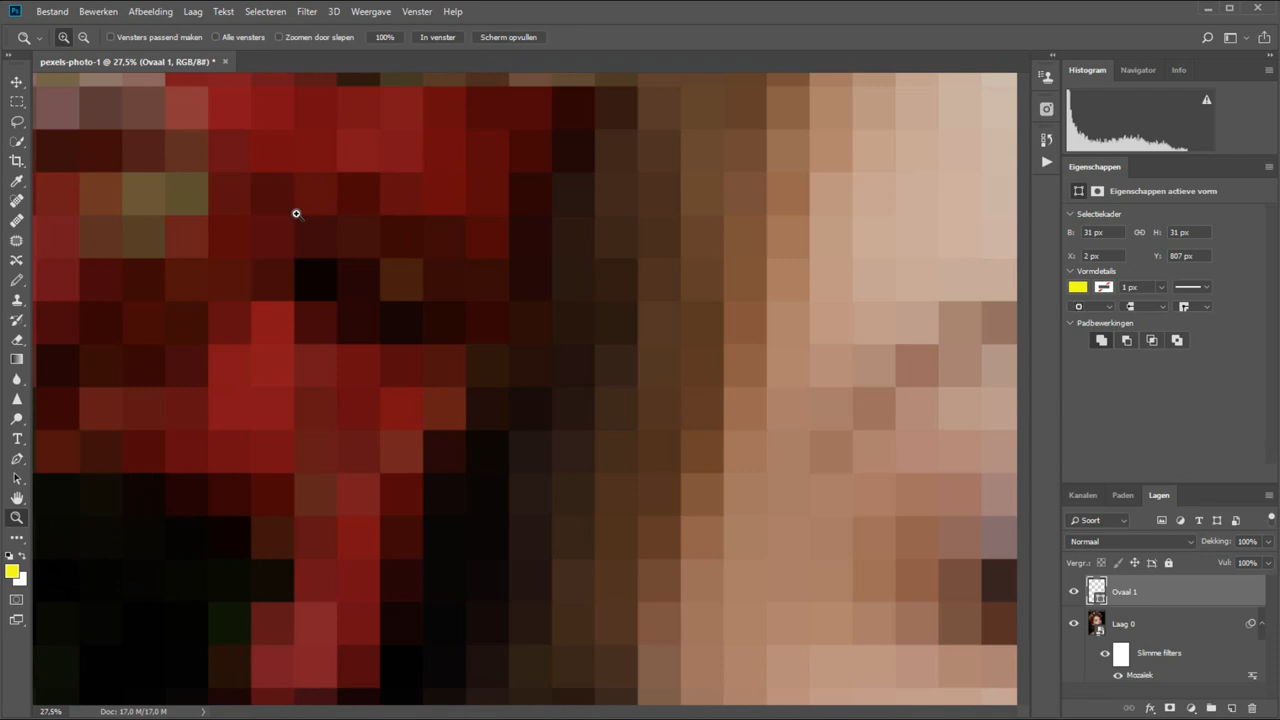 Ps Bestand Bewerken Afbeelding Laag Tekst Selecteren Filter 3D Weergave Venster Help
Vensters passend maken Alle vensters Zoomen door slepen 100% In venster Scherm opvullen
pexels-photo-1 @ 27,5% (Ovaal 1, RGB/8#) * ×
Histogram Navigator Info
Eigenschappen
Eigenschappen actieve vorm
Selectiekader
B: 31 px H: 31 px
X: 2 px Y: 807 px
Vormdetails
1 px
Padbewerkingen
Kanalen Paden Lagen
Soort
Normaal Dekking: 100%
Vergr.: Vul: 100%
Ovaal 1
Laag 0
Slimme filters
Mozaïek
27,5% Doc: 17,0 M/17,0 M